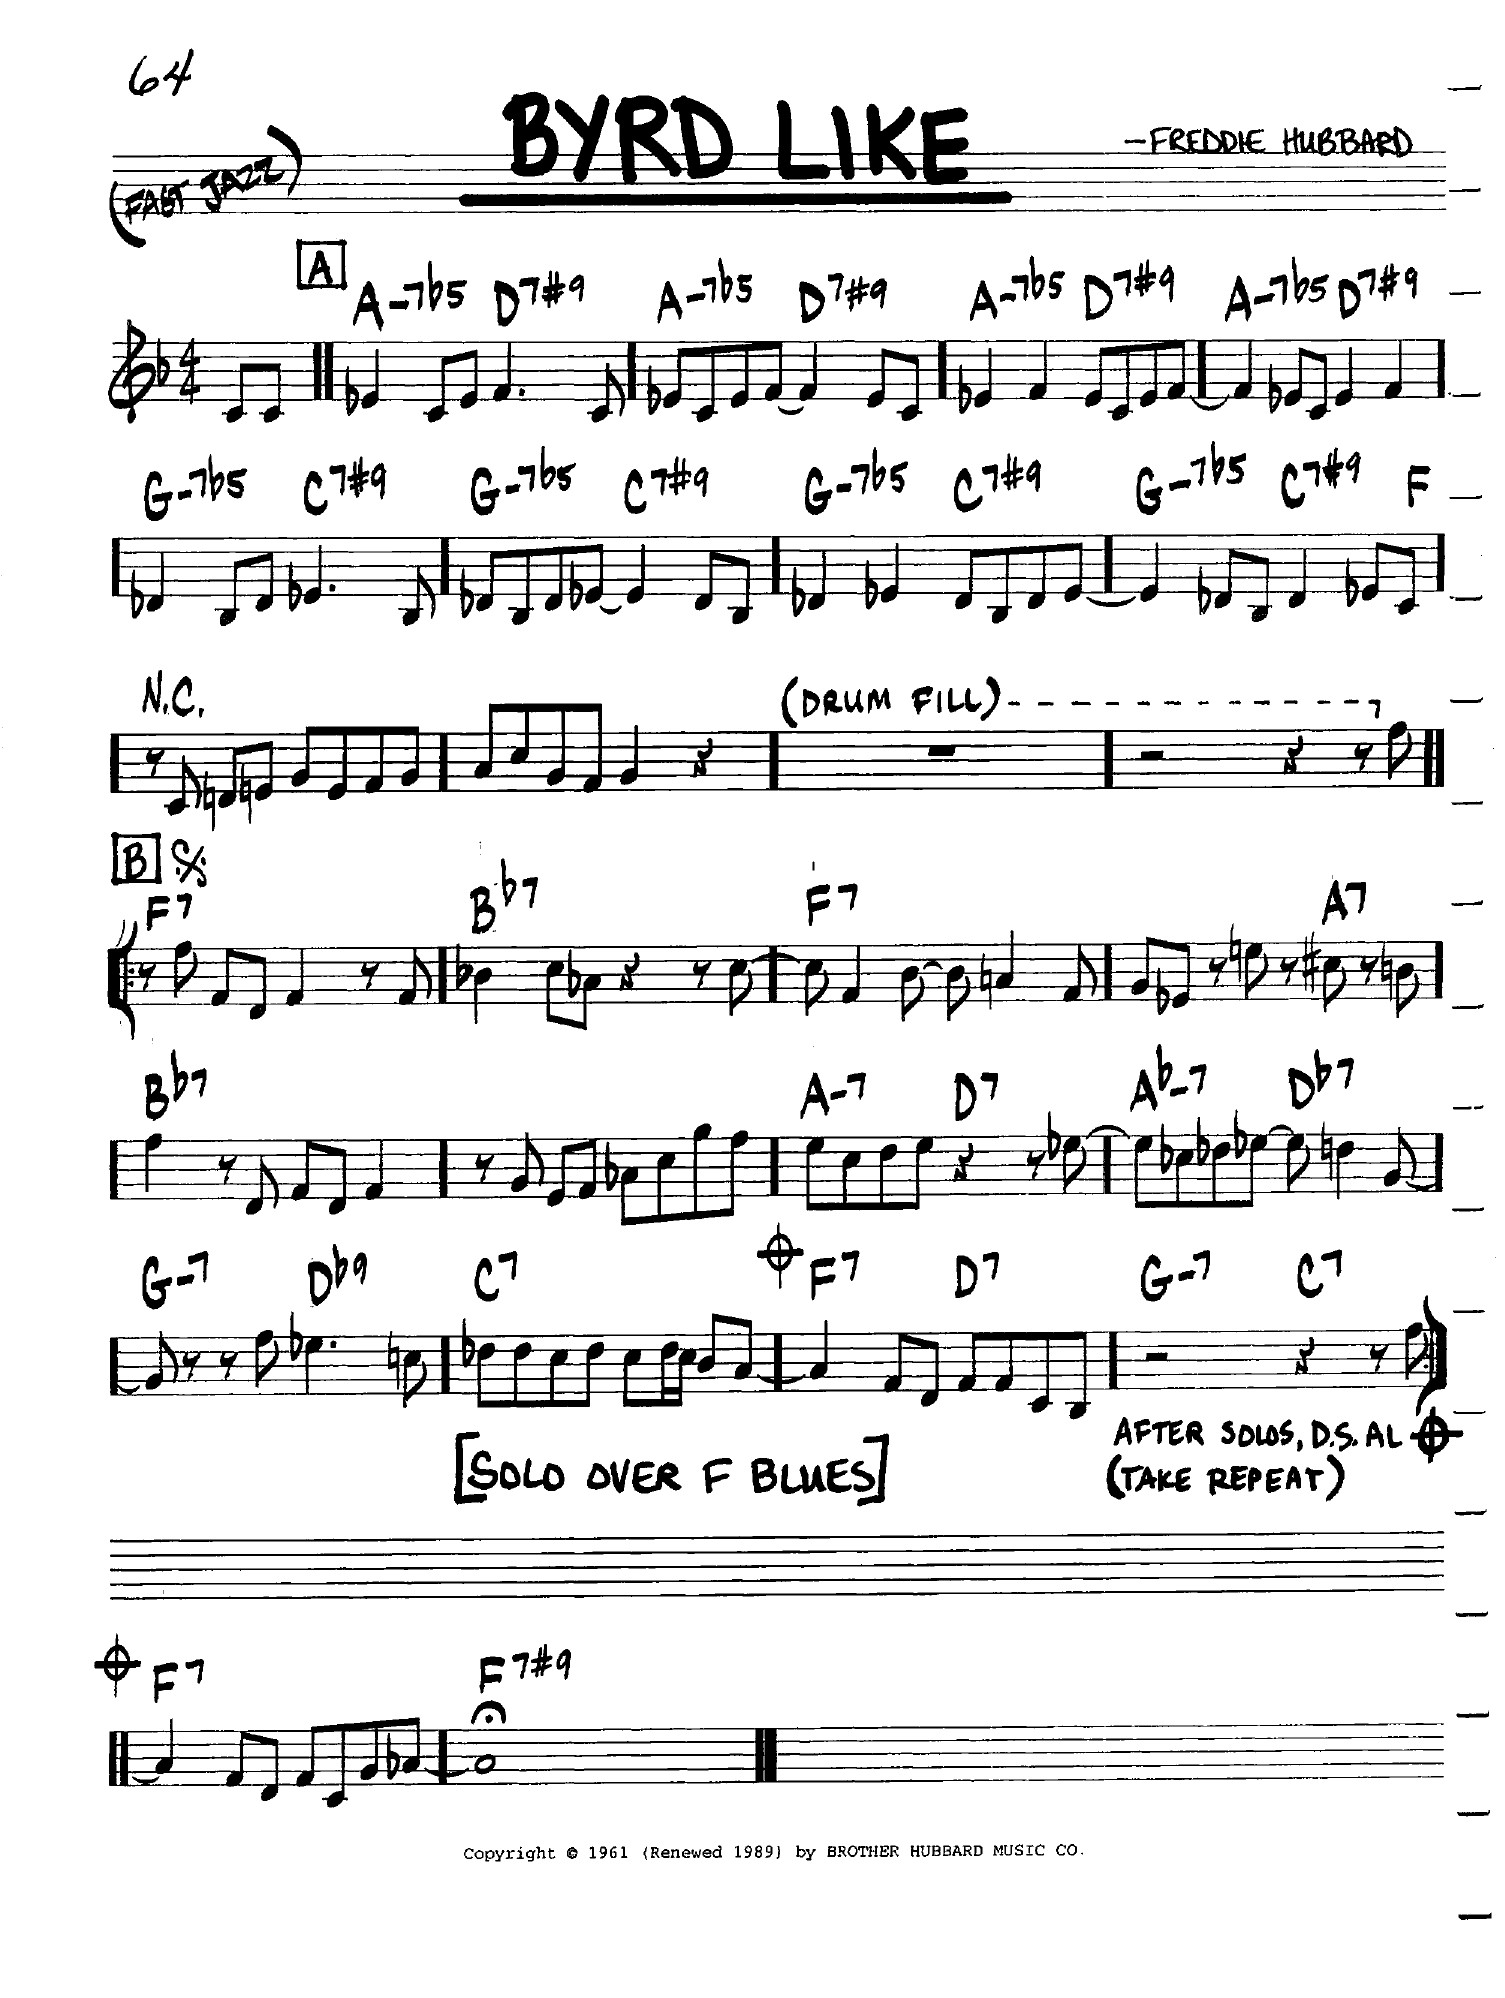 64
BYRD LIKE
–FREDDIE HUBBARD
(FAST JAZZ)
A
A-7b5 D7#9 A-7b5 D7#9 A-7b5 D7#9 A-7b5 D7#9
4
4
G-7b5 C7#9 G-7b5 C7#9 G-7b5 C7#9 G-7b5 C7#9 F
N.C. (DRUM FILL)
B
F7 Bb7 F7 A7
Bb7 A-7 D7 Ab-7 Db7
G-7 Db9 C7 F7 D7 G-7 C7
AFTER SOLOS, D.S. AL
[SOLO OVER F BLUES] (TAKE REPEAT)
F7 F7#9
Copyright © 1961 (Renewed 1989) by BROTHER HUBBARD MUSIC CO.